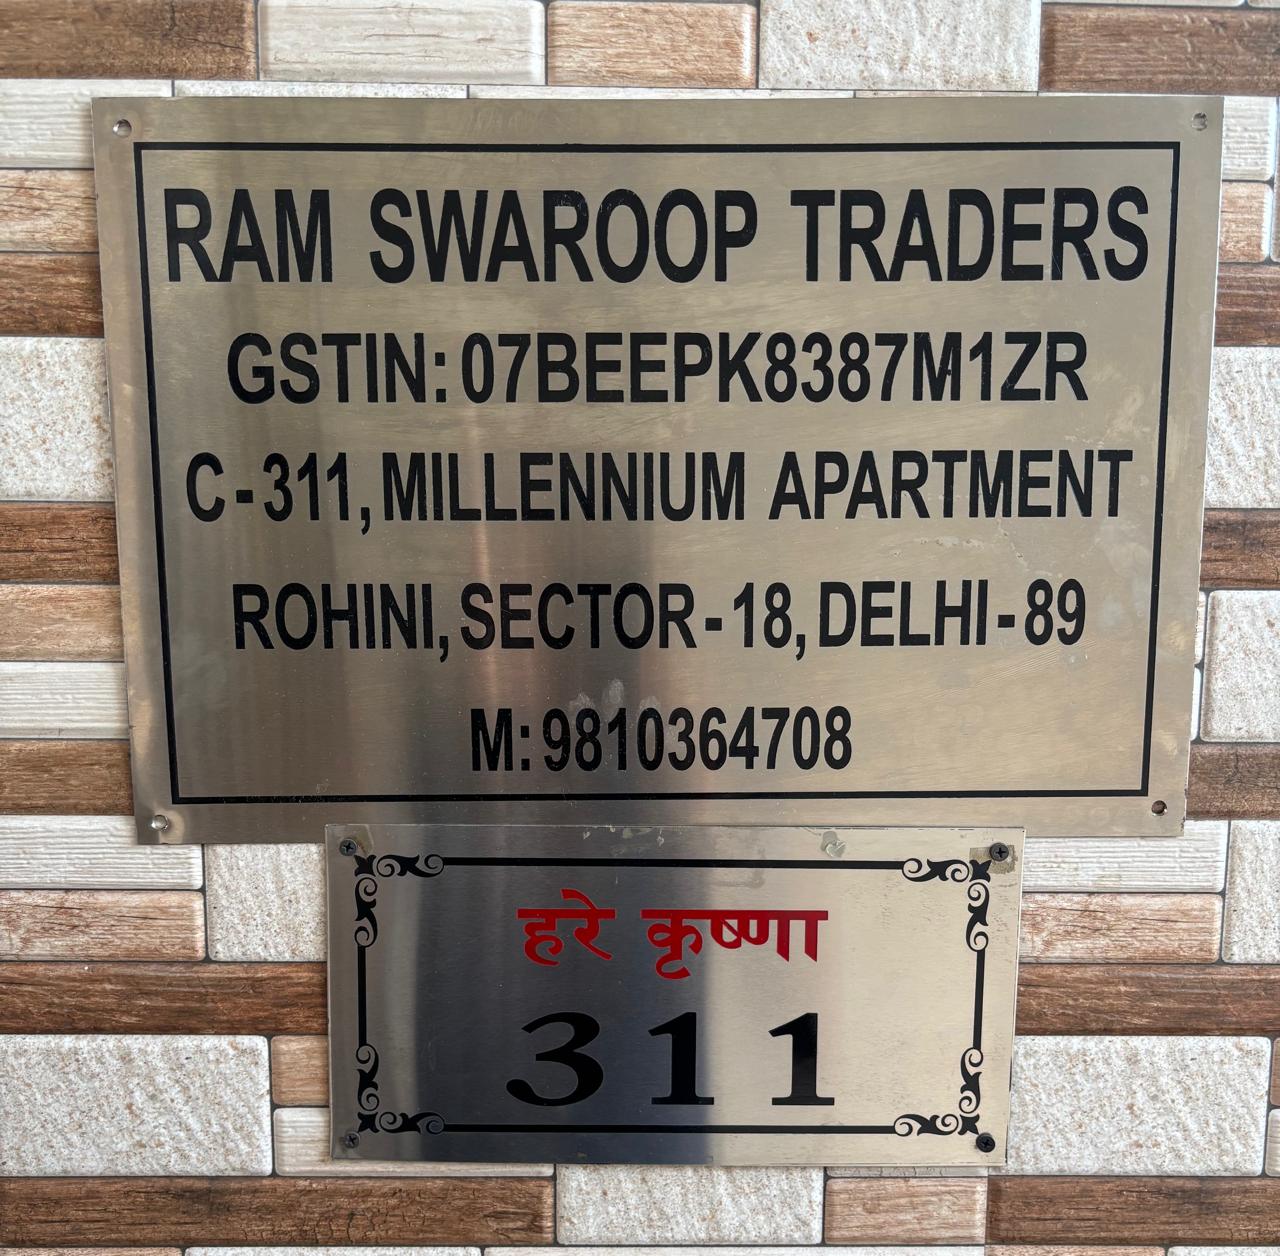 RAM SWAROOP TRADERS
GSTIN: 07BEEPK8387M1ZR
C-311, MILLENNIUM APARTMENT
ROHINI, SECTOR-18, DELHI-89
M: 9810364708
हरे कृष्णा
311